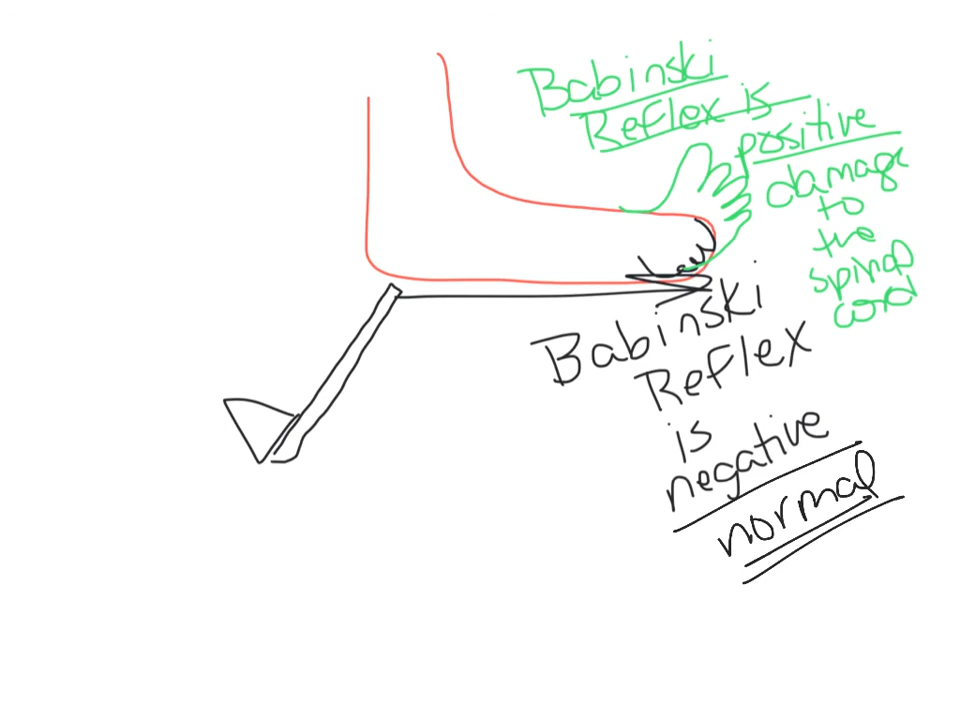 Babinski
Reflex is
positive
damage
to
the
spinal
cord
Babinski
Reflex
is
negative
normal